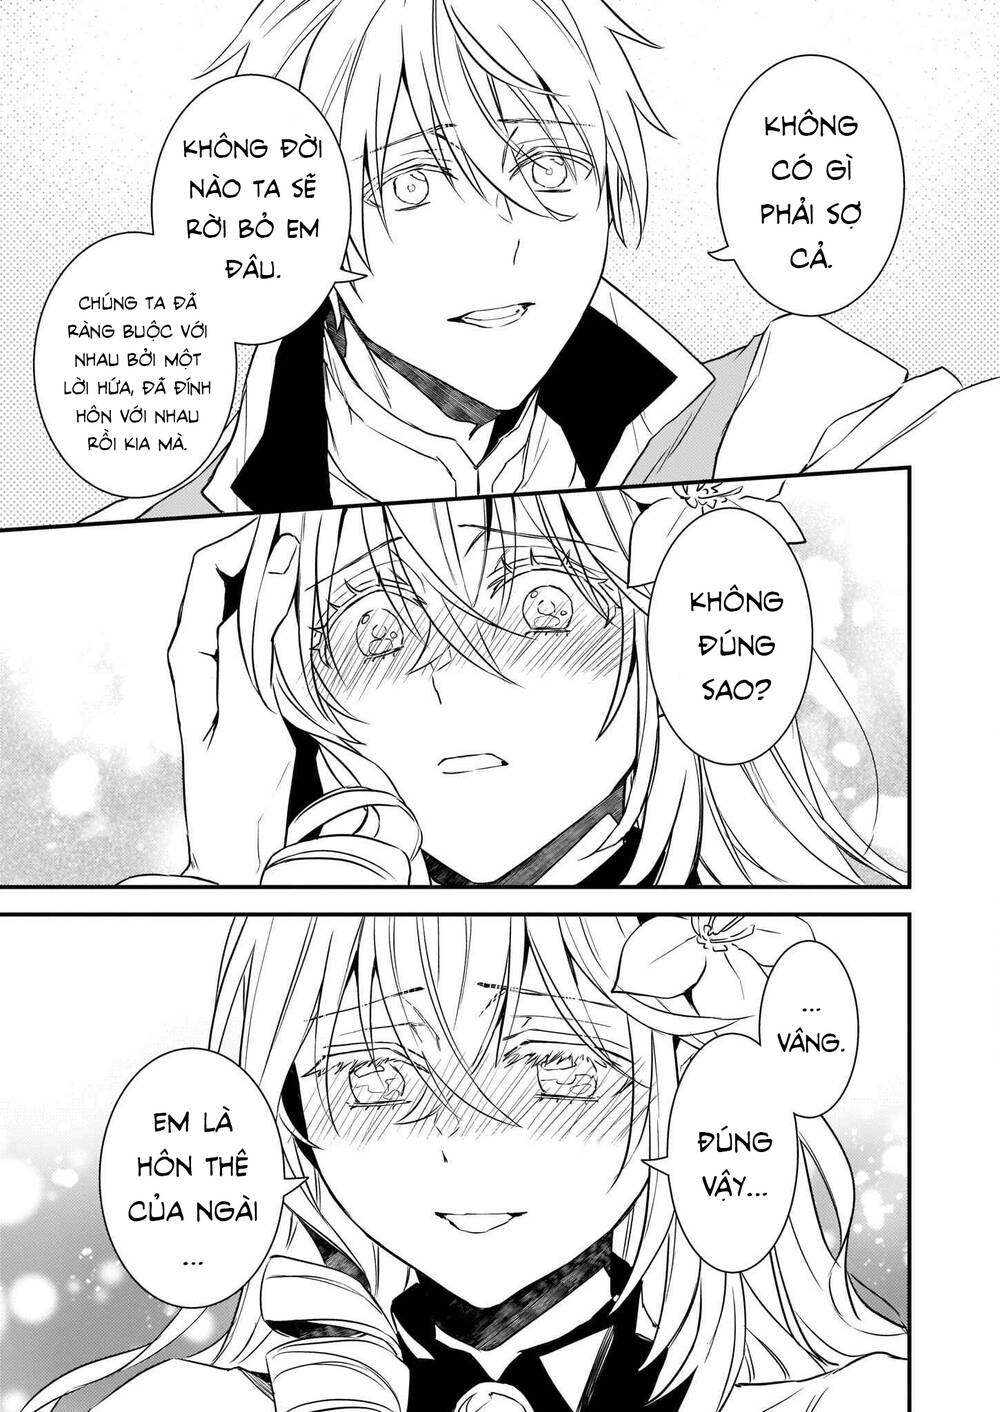 KHÔNG
CÓ GÌ
PHẢI SỢ
CẢ.
KHÔNG ĐỜI
NÀO TA SẼ
RỜI BỎ EM
ĐÂU.
CHÚNG TA ĐÃ
RÀNG BUỘC VỚI
NHAU BỞI MỘT
LỜI HỨA, ĐÃ ĐÍNH
HÔN VỚI NHAU
RỒI KIA MÀ.
KHÔNG
ĐÚNG
SAO?
...
VÂNG.
ĐÚNG
VẬY...
EM LÀ
HÔN THÊ
CỦA NGÀI
...